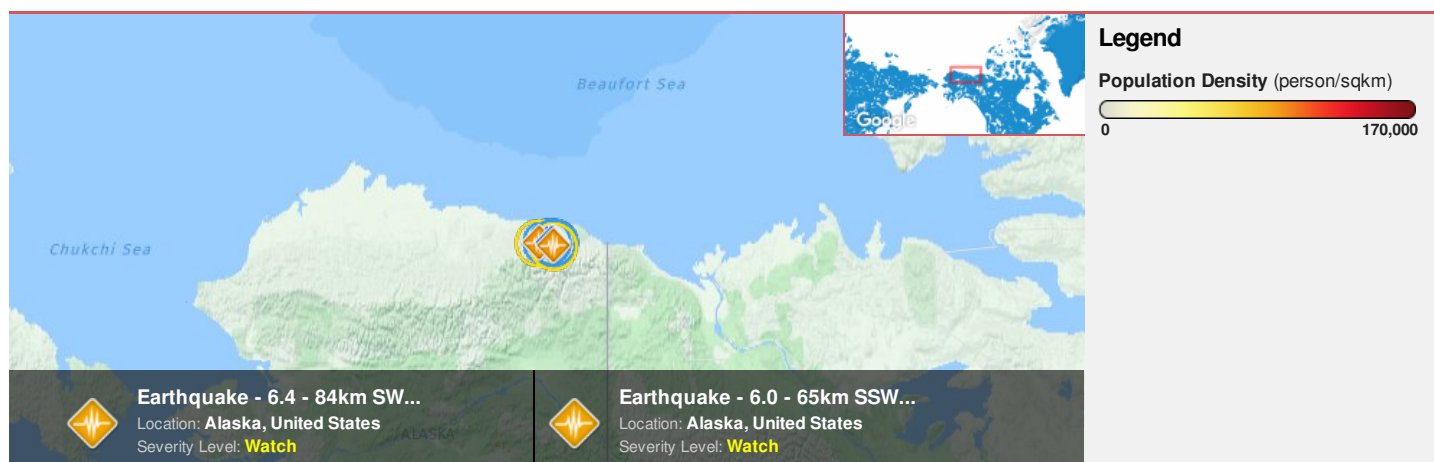 Beaufort Sea
Chukchi Sea
Google
Legend
Population Density (person/sqkm)
0 170,000
Earthquake - 6.4 - 84km SW...
Location: Alaska, United States
Severity Level: Watch
ALASKA
Earthquake - 6.0 - 65km SSW...
Location: Alaska, United States
Severity Level: Watch